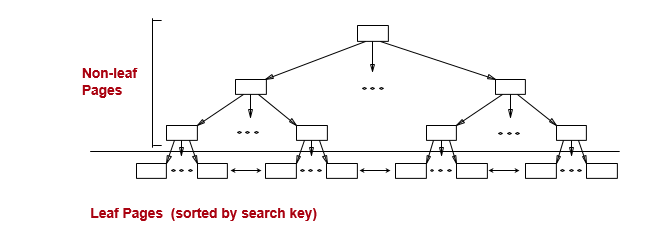 Non-leaf
Pages
Leaf Pages (sorted by search key)